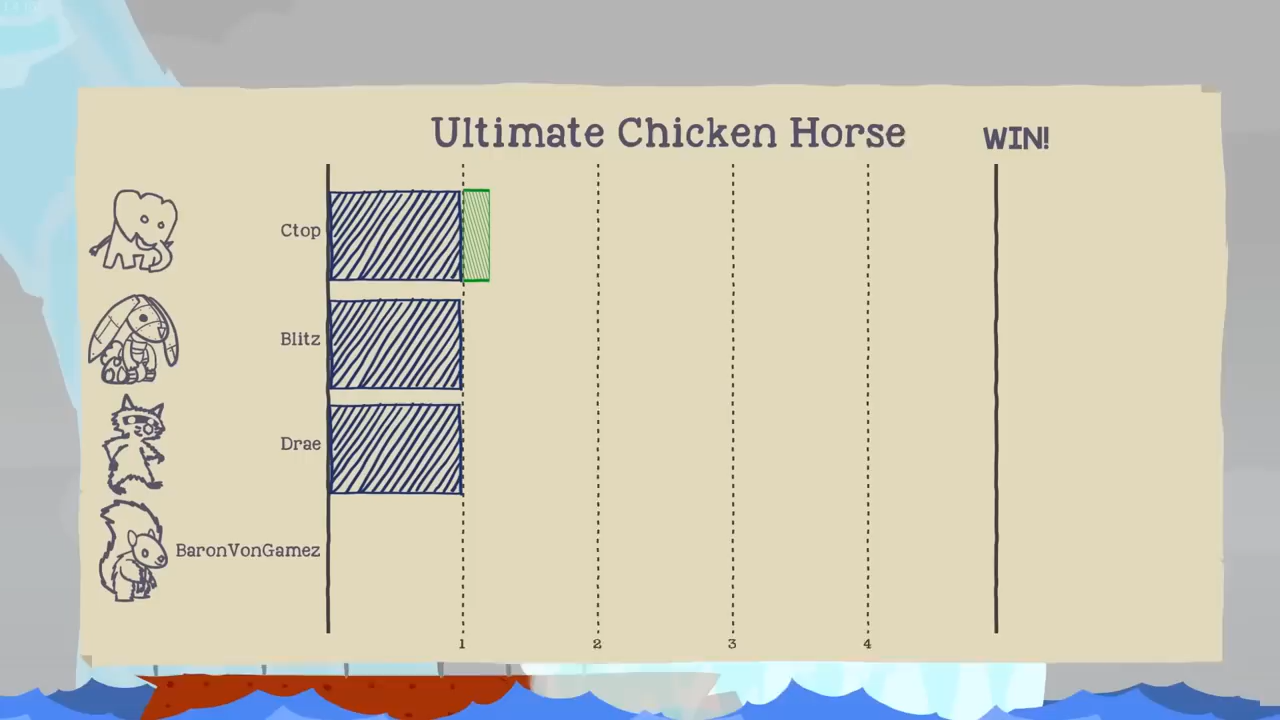 Ultimate Chicken Horse
WIN!
Ctop
Blitz
Drae
BaronVonGamez
1 2 3 4